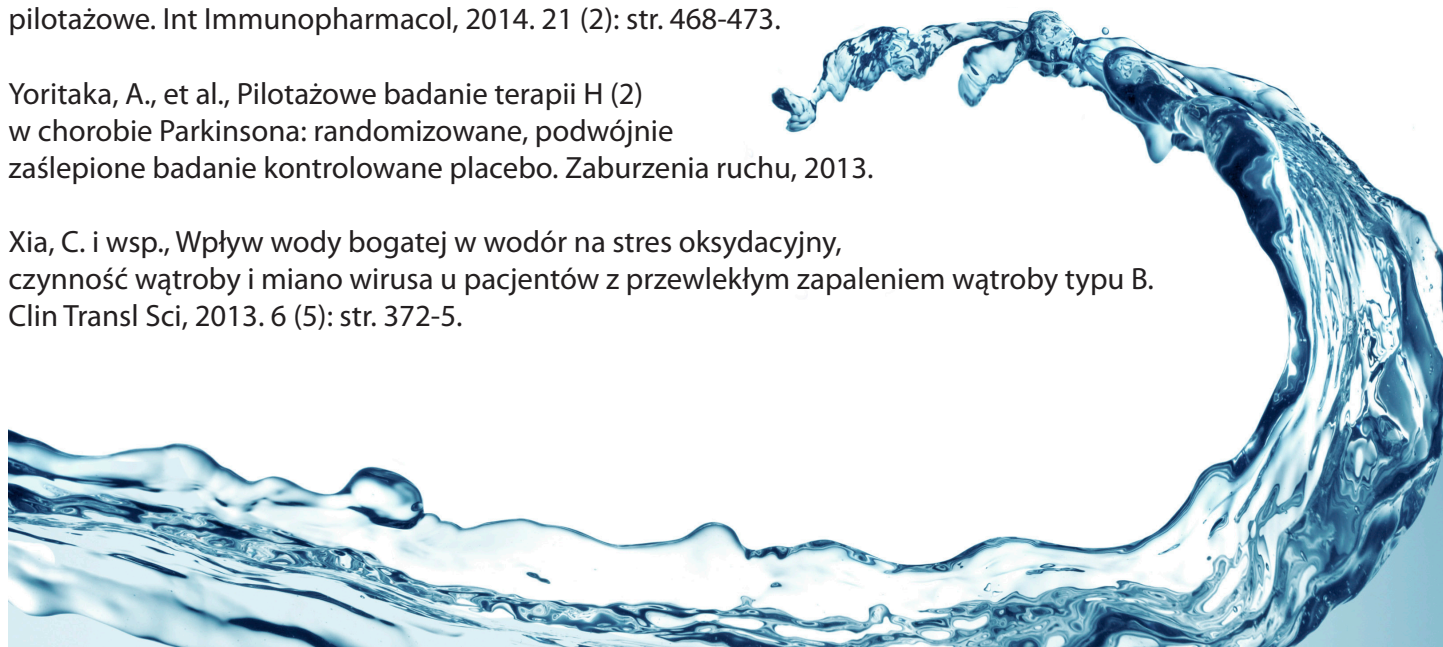 pilotażowe. Int Immunopharmacol, 2014. 21 (2): str. 468-473.
Yoritaka, A., et al., Pilotażowe badanie terapii H (2)
w chorobie Parkinsona: randomizowane, podwójnie
zaślepione badanie kontrolowane placebo. Zaburzenia ruchu, 2013.
Xia, C. i wsp., Wpływ wody bogatej w wodór na stres oksydacyjny,
czynność wątroby i miano wirusa u pacjentów z przewlekłym zapaleniem wątroby typu B.
Clin Transl Sci, 2013. 6 (5): str. 372-5.